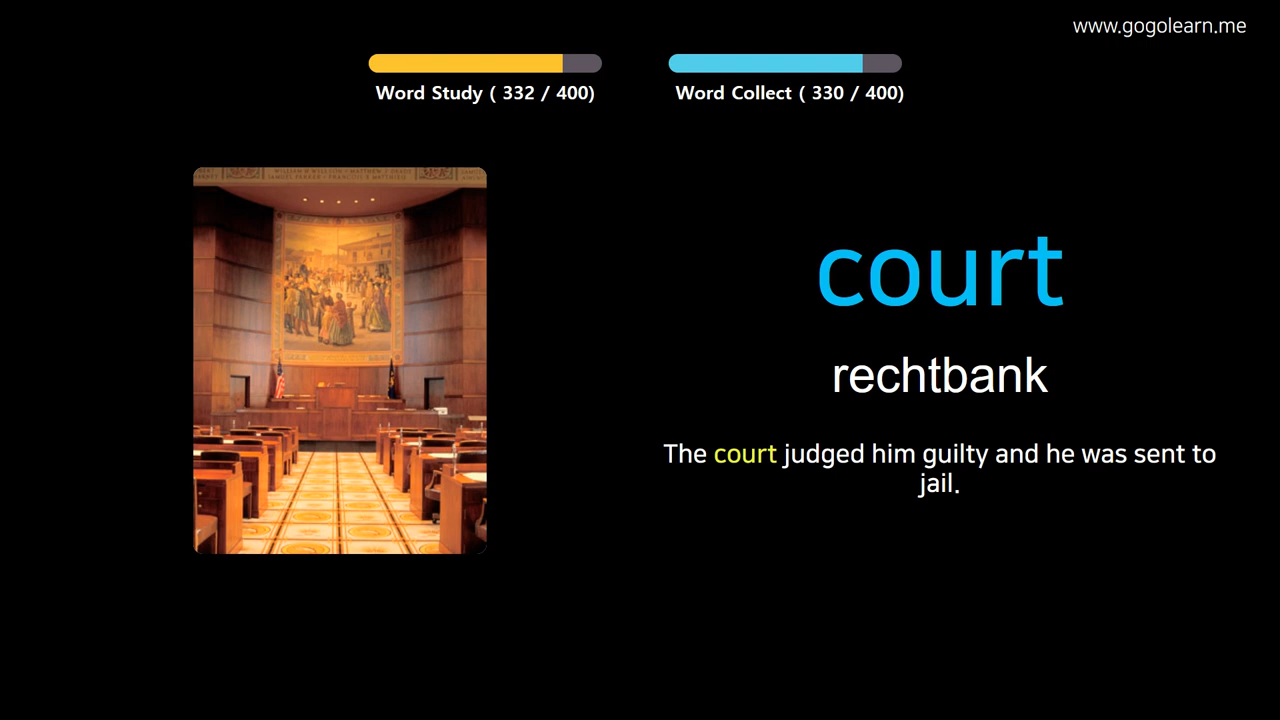 www.gogolearn.me
Word Study ( 332 / 400)
Word Collect ( 330 / 400)
court
rechtbank
The court judged him guilty and he was sent to
jail.